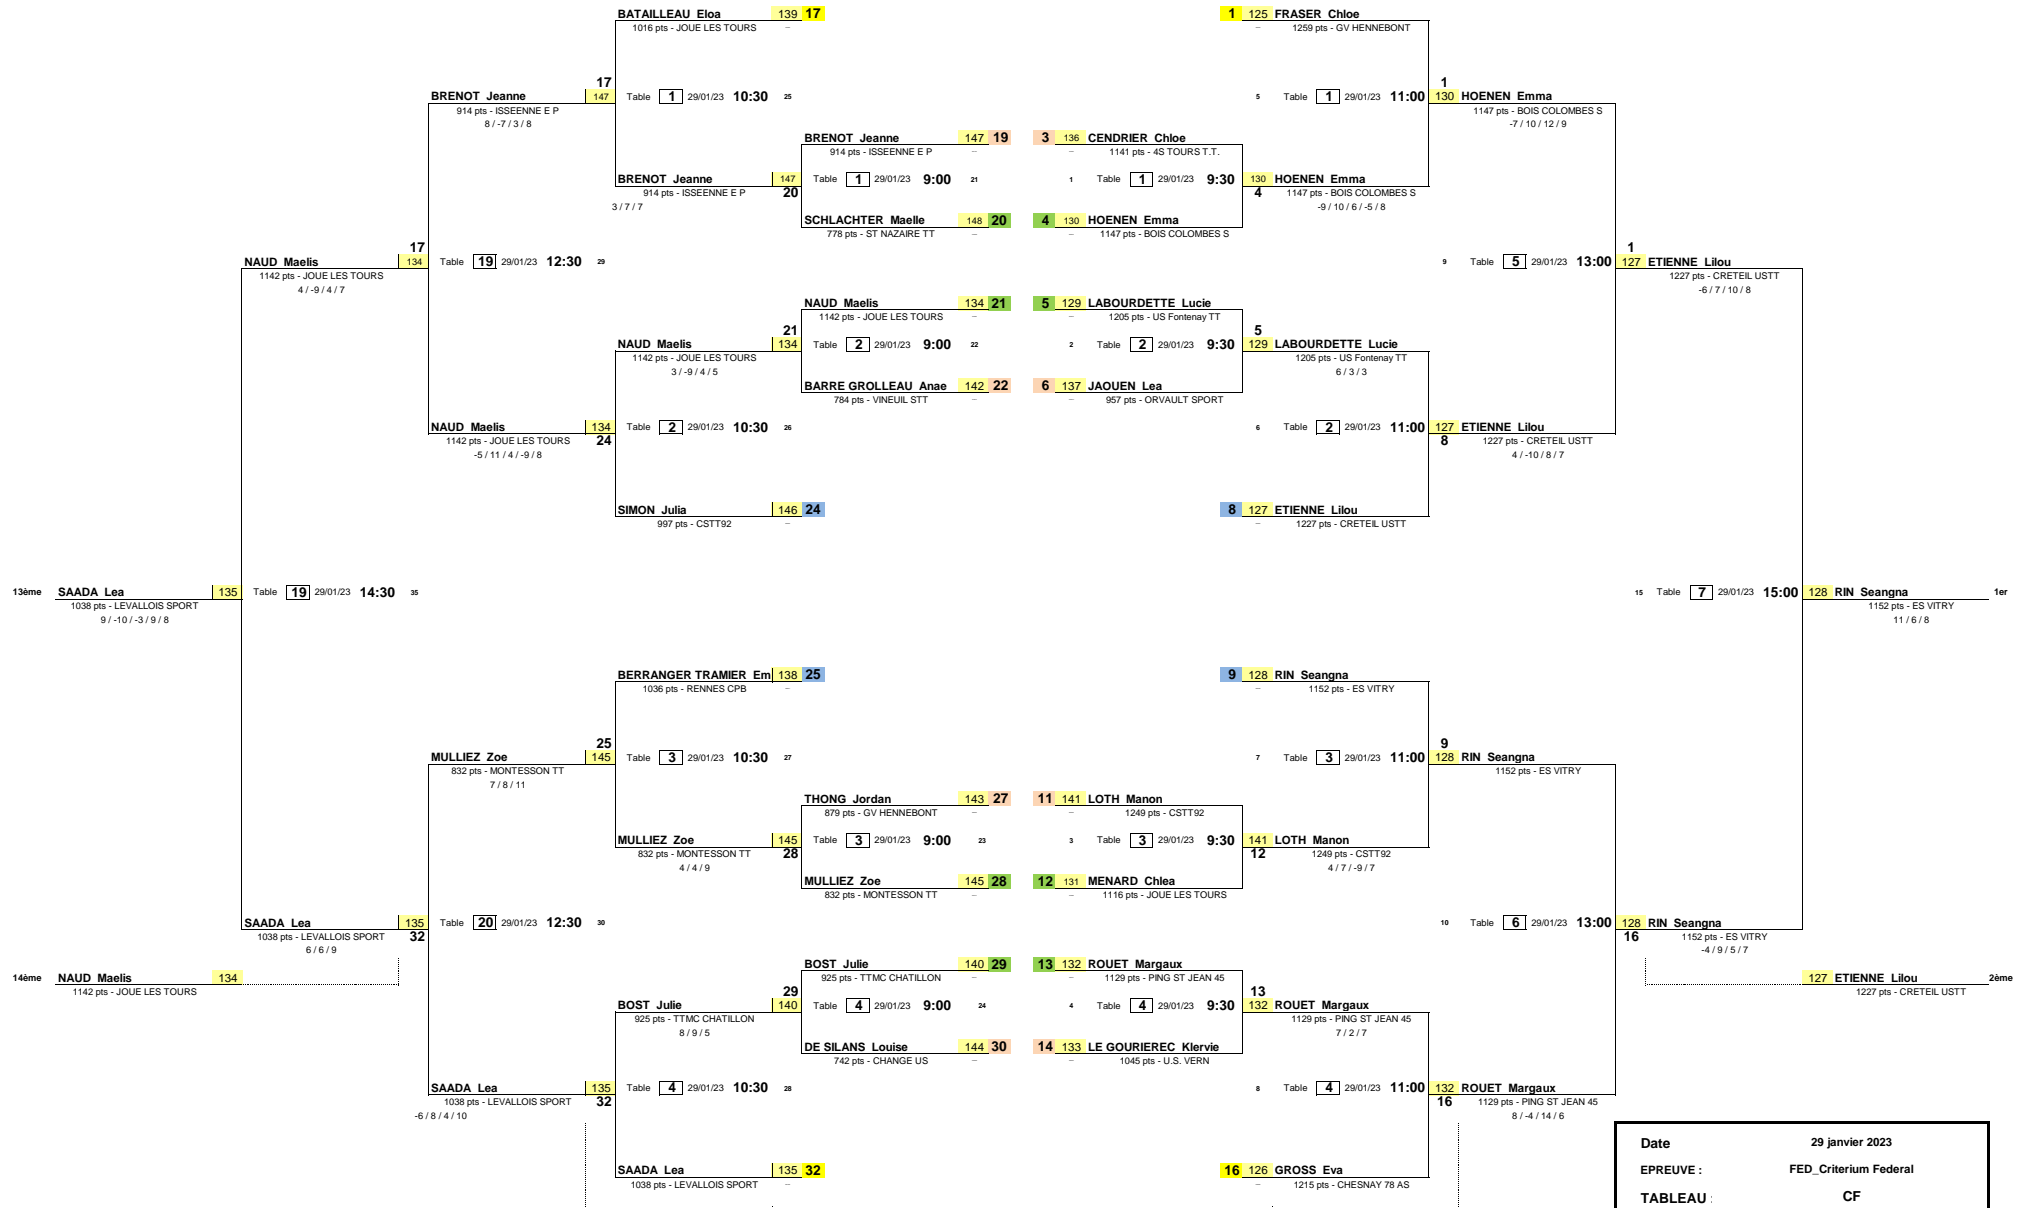 BATAILLEAU Eloa 139 17
1016 pts - JOUE LES TOURS –
1 125 FRASER Chloe
– 1259 pts - GV HENNEBONT
17
BRENOT Jeanne 147
914 pts - ISSEENNE E P
8 / -7 / 3 / 8
Table 1 29/01/23 10:30 25
5 Table 1 29/01/23 11:00
1
130 HOENEN Emma
1147 pts - BOIS COLOMBES S
-7 / 10 / 12 / 9
BRENOT Jeanne 147 19
914 pts - ISSEENNE E P –
3 136 CENDRIER Chloe
– 1141 pts - 4S TOURS T.T.
BRENOT Jeanne 147
20
914 pts - ISSEENNE E P
3 / 7 / 7
Table 1 29/01/23 9:00 21
1 Table 1 29/01/23 9:30
130 HOENEN Emma
4
1147 pts - BOIS COLOMBES S
-9 / 10 / 6 / -5 / 8
SCHLACHTER Maelle 148 20
778 pts - ST NAZAIRE TT –
4 130 HOENEN Emma
– 1147 pts - BOIS COLOMBES S
17
NAUD Maelis 134
1142 pts - JOUE LES TOURS
4 / -9 / 4 / 7
Table 19 29/01/23 12:30 29
9 Table 5 29/01/23 13:00
1
127 ETIENNE Lilou
1227 pts - CRETEIL USTT
-6 / 7 / 10 / 8
NAUD Maelis 134 21
1142 pts - JOUE LES TOURS –
5 129 LABOURDETTE Lucie
– 1205 pts - US Fontenay TT
21
NAUD Maelis 134
1142 pts - JOUE LES TOURS
3 / -9 / 4 / 5
Table 2 29/01/23 9:00 22
2 Table 2 29/01/23 9:30
5
129 LABOURDETTE Lucie
1205 pts - US Fontenay TT
6 / 3 / 3
BARRE GROLLEAU Anae 142 22
784 pts - VINEUIL STT –
6 137 JAOUEN Lea
– 957 pts - ORVAULT SPORT
NAUD Maelis 134
24
1142 pts - JOUE LES TOURS
-5 / 11 / 4 / -9 / 8
Table 2 29/01/23 10:30 26
6 Table 2 29/01/23 11:00
127 ETIENNE Lilou
8
1227 pts - CRETEIL USTT
4 / -10 / 8 / 7
SIMON Julia 146 24
997 pts - CSTT92 –
8 127 ETIENNE Lilou
– 1227 pts - CRETEIL USTT
13ème SAADA Lea 135
1038 pts - LEVALLOIS SPORT
9 / -10 / -3 / 9 / 8
Table 19 29/01/23 14:30 35
15 Table 7 29/01/23 15:00
128 RIN Seangna 1er
1152 pts - ES VITRY
11 / 6 / 8
BERRANGER TRAMIER Em 138 25
1036 pts - RENNES CPB –
9 128 RIN Seangna
– 1152 pts - ES VITRY
25
MULLIEZ Zoe 145
832 pts - MONTESSON TT
7 / 8 / 11
Table 3 29/01/23 10:30 27
7 Table 3 29/01/23 11:00
9
128 RIN Seangna
1152 pts - ES VITRY
THONG Jordan 143 27
879 pts - GV HENNEBONT –
11 141 LOTH Manon
– 1249 pts - CSTT92
MULLIEZ Zoe 145
28
832 pts - MONTESSON TT
4 / 4 / 9
Table 3 29/01/23 9:00 23
3 Table 3 29/01/23 9:30
141 LOTH Manon
12
1249 pts - CSTT92
4 / 7 / -9 / 7
MULLIEZ Zoe 145 28
832 pts - MONTESSON TT –
12 131 MENARD Chlea
– 1116 pts - JOUE LES TOURS
SAADA Lea 135
32
1038 pts - LEVALLOIS SPORT
6 / 6 / 9
Table 20 29/01/23 12:30 30
10 Table 6 29/01/23 13:00
128 RIN Seangna
16
1152 pts - ES VITRY
-4 / 9 / 5 / 7
14ème NAUD Maelis 134
1142 pts - JOUE LES TOURS
BOST Julie 140 29
925 pts - TTMC CHATILLON –
13 132 ROUET Margaux
– 1129 pts - PING ST JEAN 45
127 ETIENNE Lilou 2ème
1227 pts - CRETEIL USTT
29
BOST Julie 140
925 pts - TTMC CHATILLON
8 / 9 / 5
Table 4 29/01/23 9:00 24
4 Table 4 29/01/23 9:30
13
132 ROUET Margaux
1129 pts - PING ST JEAN 45
7 / 2 / 7
DE SILANS Louise 144 30
742 pts - CHANGE US –
14 133 LE GOURIEREC Klervie
– 1045 pts - U.S. VERN
SAADA Lea 135
32
1038 pts - LEVALLOIS SPORT
-6 / 8 / 4 / 10
Table 4 29/01/23 10:30 28
8 Table 4 29/01/23 11:00
132 ROUET Margaux
16
1129 pts - PING ST JEAN 45
8 / -4 / 14 / 6
SAADA Lea 135 32
1038 pts - LEVALLOIS SPORT –
16 126 GROSS Eva
– 1215 pts - CHESNAY 78 AS
Date 29 janvier 2023
EPREUVE : FED_Criterium Federal
TABLEAU : CF